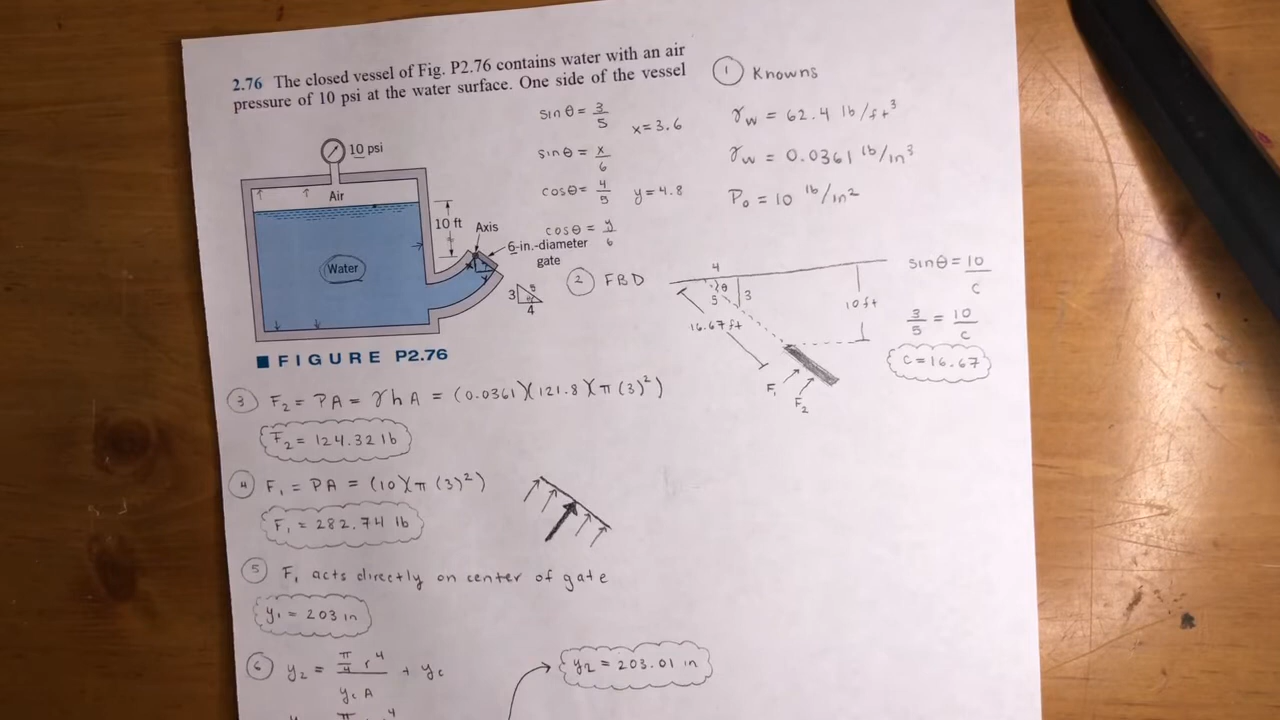 2.76 The closed vessel of Fig. P2.76 contains water with an air
pressure of 10 psi at the water surface. One side of the vessel
sin θ = 3/5
x = 3.6
sin θ = x/6
cos θ = 4/5
y = 4.8
cos θ = y/6
10 psi
Air
10 ft
Axis
6-in.-diameter
gate
Water
3
5
4
FIGURE P2.76
1 Knowns
γw = 62.4 lb/ft³
γw = 0.0361 lb/in³
P₀ = 10 lb/in²
2 FBD
4
θ
5
3
10 ft
16.67 ft
F₁
F₂
sin θ = 10/c
3/5 = 10/c
c = 16.67
3 F₂ = PA = γhA = (0.0361)(121.8)(π(3)²)
F₂ = 124.32 lb
4 F₁ = PA = (10)(π(3)²)
F₁ = 282.74 lb
5 F₁ acts directly on center of gate
y₁ = 203 in
6 y₂ = π/4 r⁴ / yc A + yc
y₂ = 203.01 in